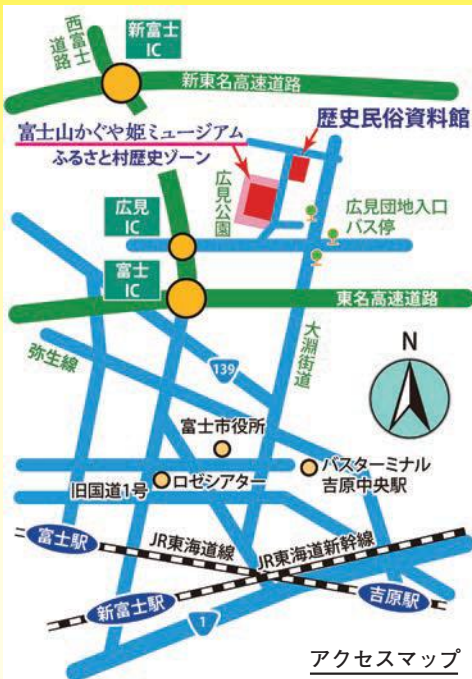 西富士
道路
新富士
IC
新東名高速道路
富士山かぐや姫ミュージアム
ふるさと村歴史ゾーン
歴史民俗資料館
広見公園
広見
IC
広見団地入口
バス停
富士
IC
東名高速道路
大淵街道
弥生線
139
N
富士市役所
バスターミナル
吉原中央駅
旧国道1号
ロゼシアター
富士駅
JR東海道線
JR東海道新幹線
新富士駅
1
吉原駅
アクセスマップ